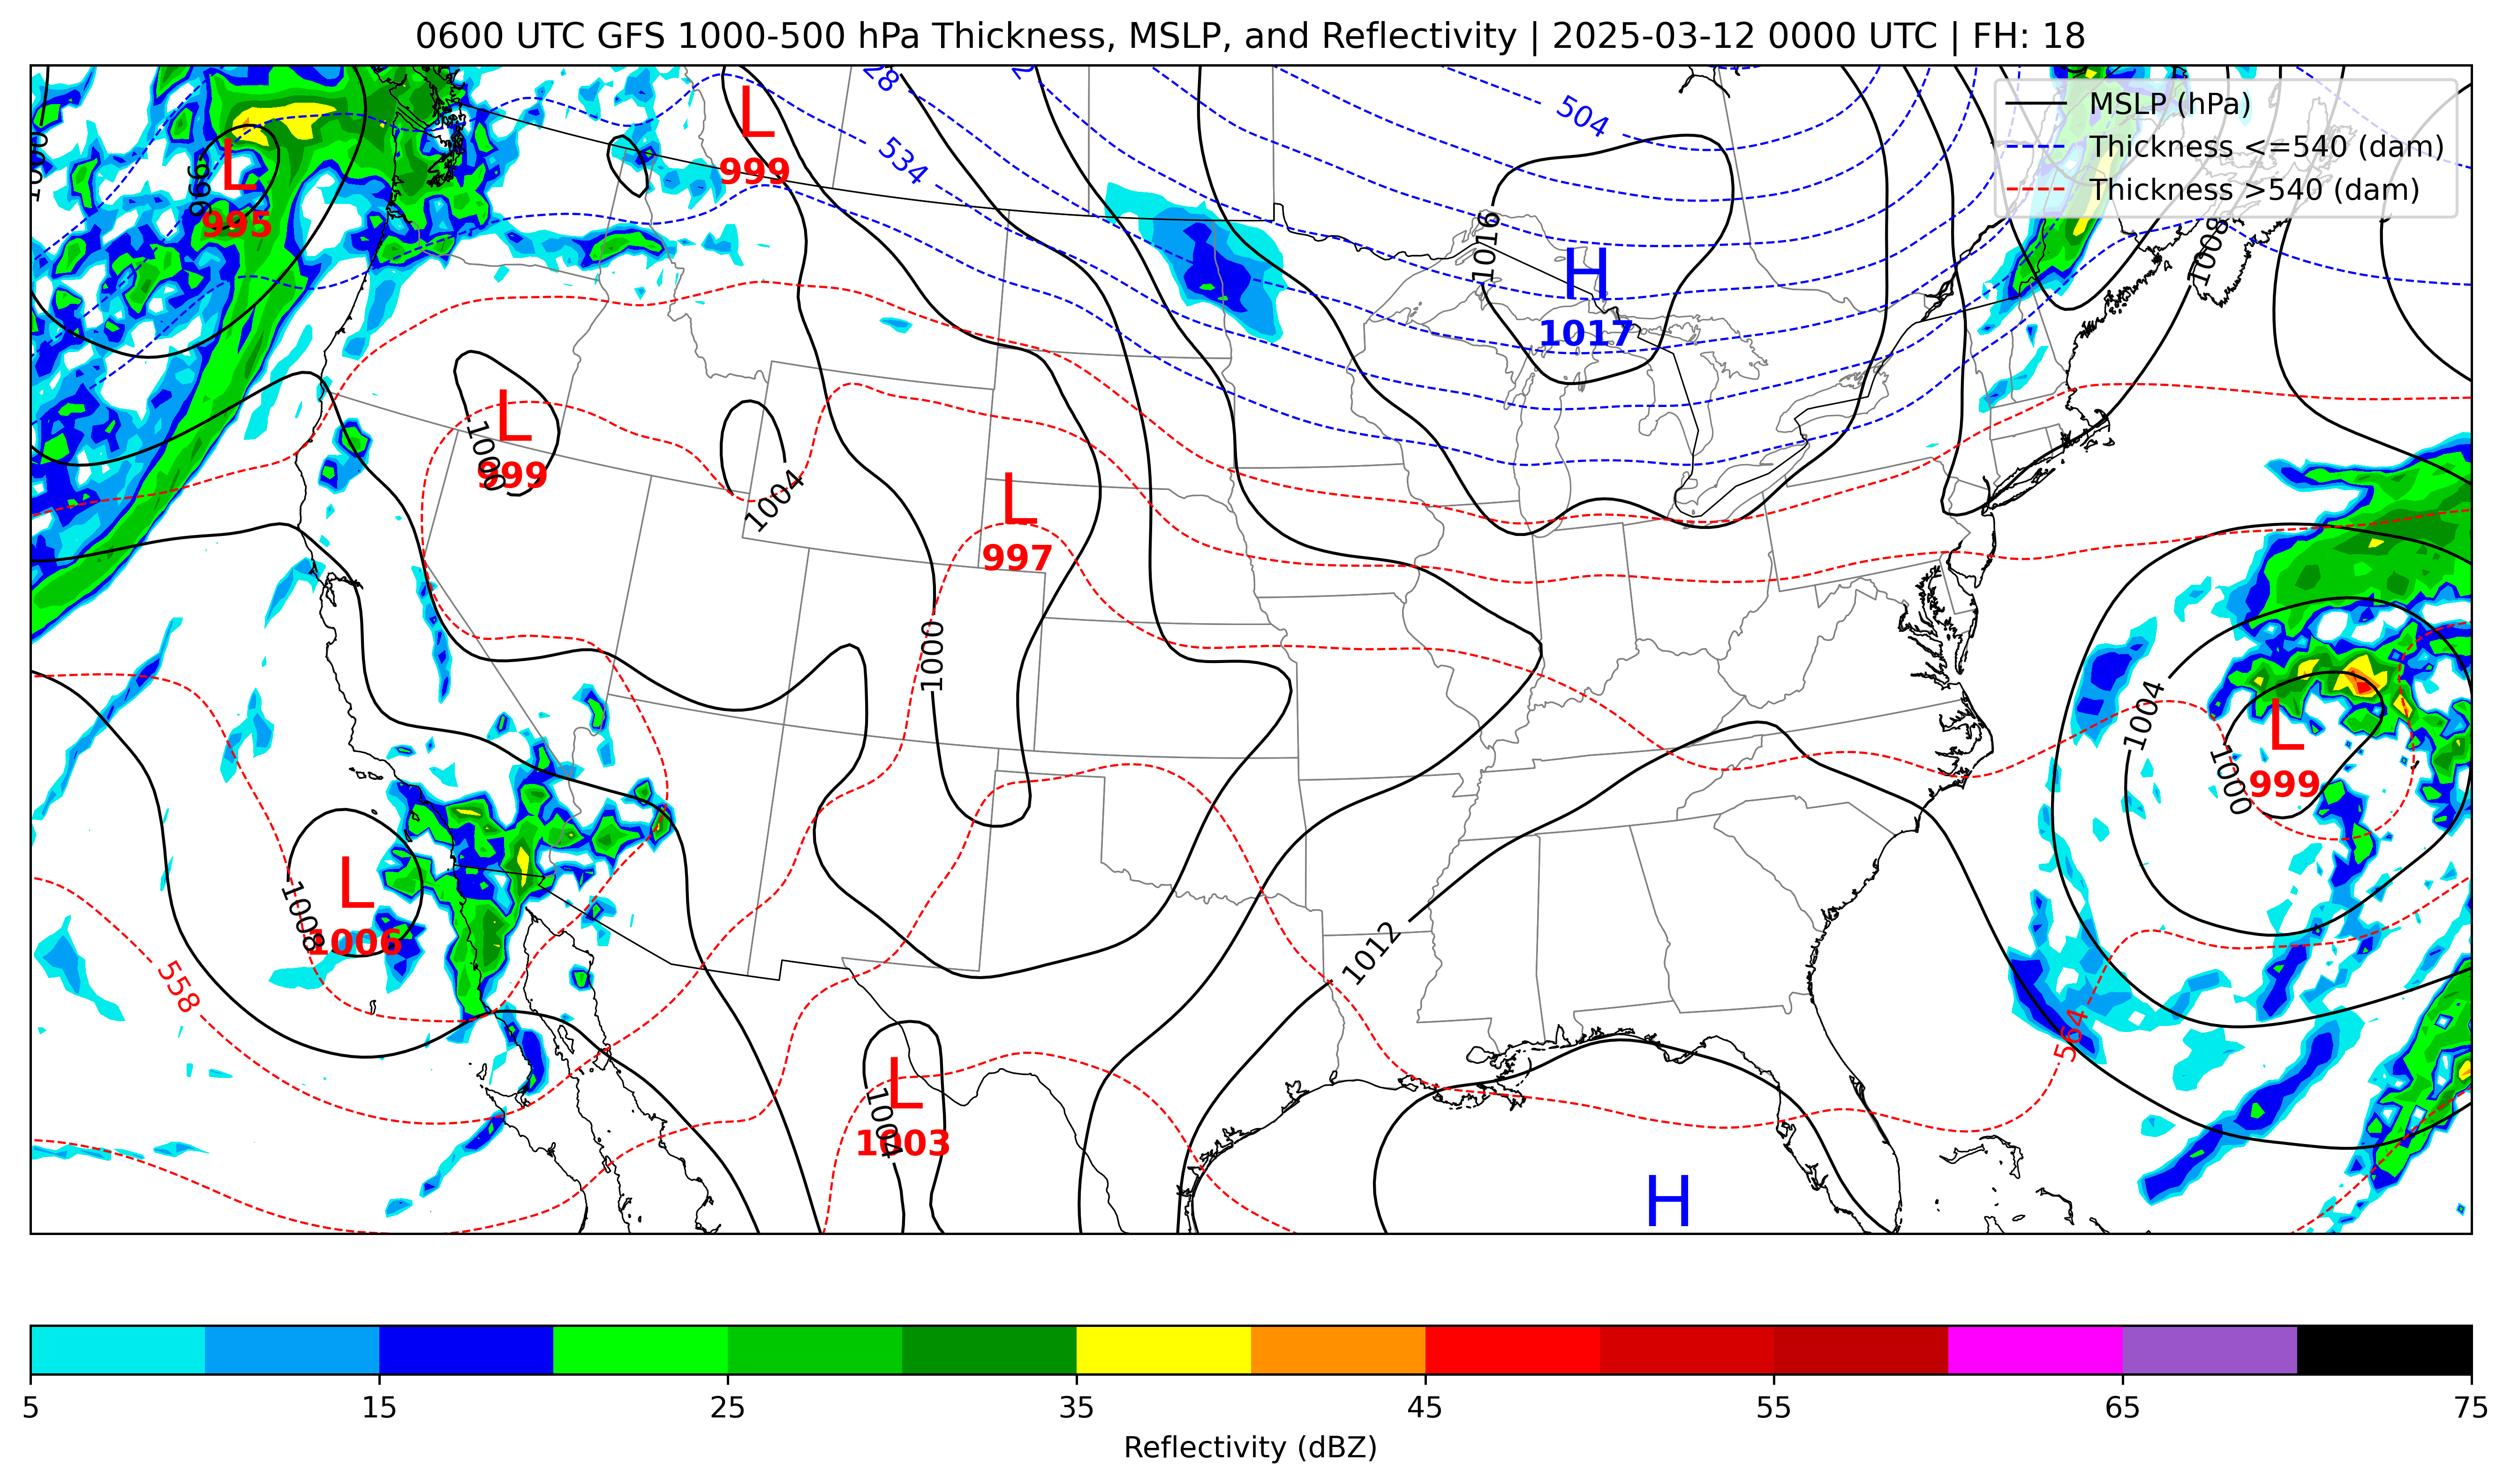 0600 UTC GFS 1000-500 hPa Thickness, MSLP, and Reflectivity | 2025-03-12 0000 UTC | FH: 18
MSLP (hPa)
Thickness <=540 (dam)
Thickness >540 (dam)
528
504
534
L
999
1000
996
L
995
1016
H
1017
1008
L
999
1000
1004
L
997
1000
1004
L
999
1000
L
1006
1008
1012
558
564
L
1003
1004
H
5
15
25
35
45
55
65
75
Reflectivity (dBZ)